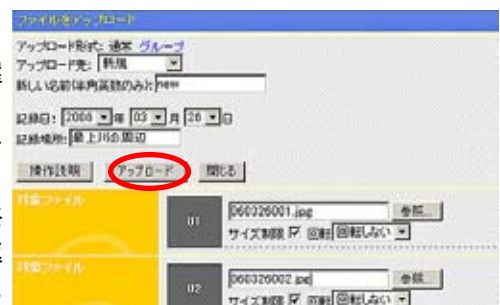 ファイルをアップロード
アップロード形式: 通常 グループ
アップロード先: 新規
新しい名前(半角英数のみ): new
記録日: 2006 年 03 月 26 日
記録場所: 最上川の周辺
操作説明 アップロード 閉じる
対象ファイル
01
060326001.jpg 参照...
サイズ制限 回転 回転しない
対象ファイル
02
060326002.jpg 参照...
サイズ制限 回転 回転しない